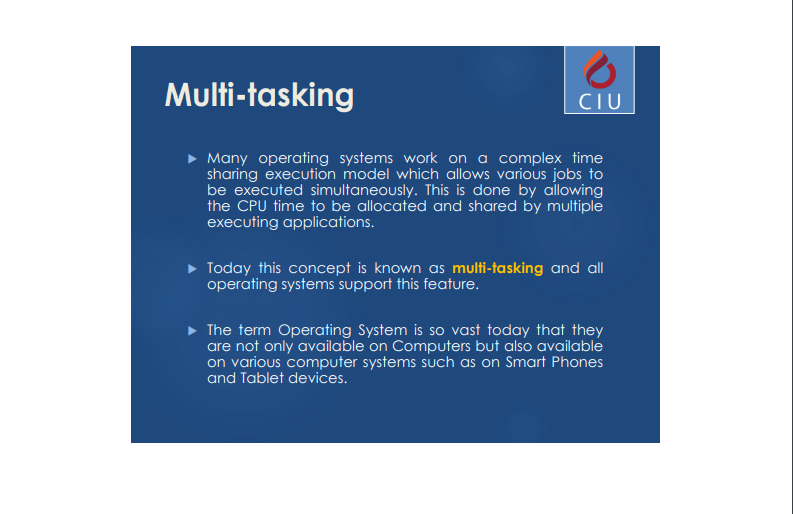 Multi-tasking
CIU
Many operating systems work on a complex time
sharing execution model which allows various jobs to
be executed simultaneously. This is done by allowing
the CPU time to be allocated and shared by multiple
executing applications.
Today this concept is known as multi-tasking and all
operating systems support this feature.
The term Operating System is so vast today that they
are not only available on Computers but also available
on various computer systems such as on Smart Phones
and Tablet devices.